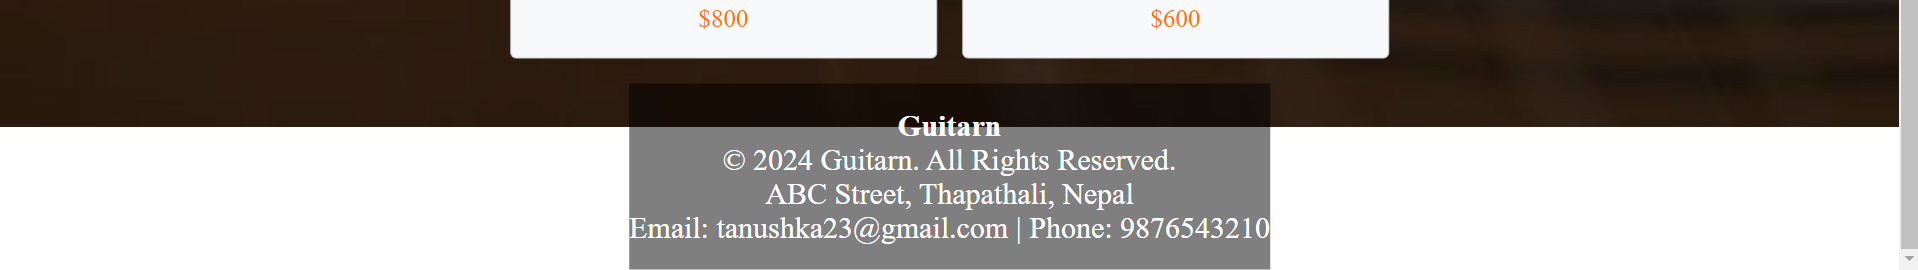 $800
$600
Guitarn
© 2024 Guitarn. All Rights Reserved.
ABC Street, Thapathali, Nepal
Email: tanushka23@gmail.com | Phone: 9876543210